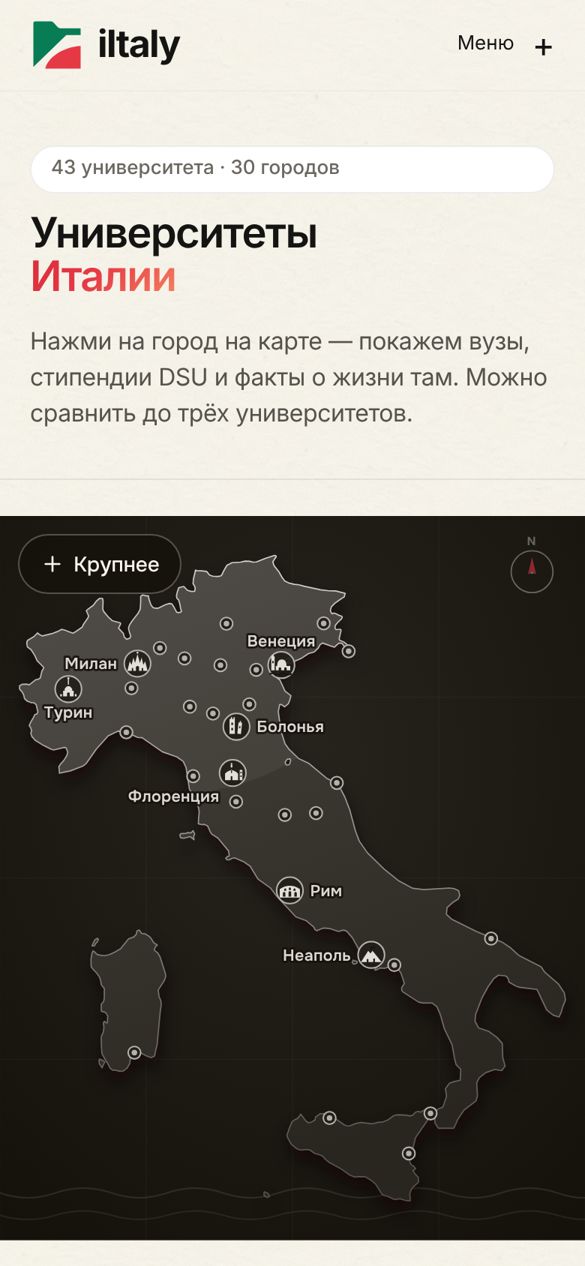 iltaly
Меню +
43 университета · 30 городов
Университеты
Италии
Нажми на город на карте — покажем вузы,
стипендии DSU и факты о жизни там. Можно
сравнить до трёх университетов.
+ Крупнее
N
Венеция
Милан
Турин
Болонья
Флоренция
Рим
Неаполь